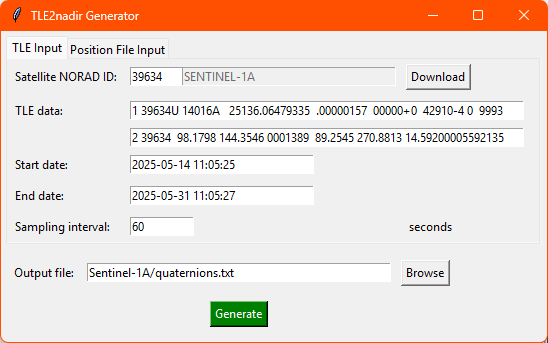 TLE2nadir Generator
TLE Input Position File Input
Satellite NORAD ID: 39634 SENTINEL-1A Download
TLE data: 1 39634U 14016A   25136.06479335  .00000157  00000+0  42910-4 0  9993
2 39634  98.1798 144.3546 0001389  89.2545 270.8813 14.59200005592135
Start date: 2025-05-14 11:05:25
End date: 2025-05-31 11:05:27
Sampling interval: 60 seconds
Output file: Sentinel-1A/quaternions.txt Browse
Generate